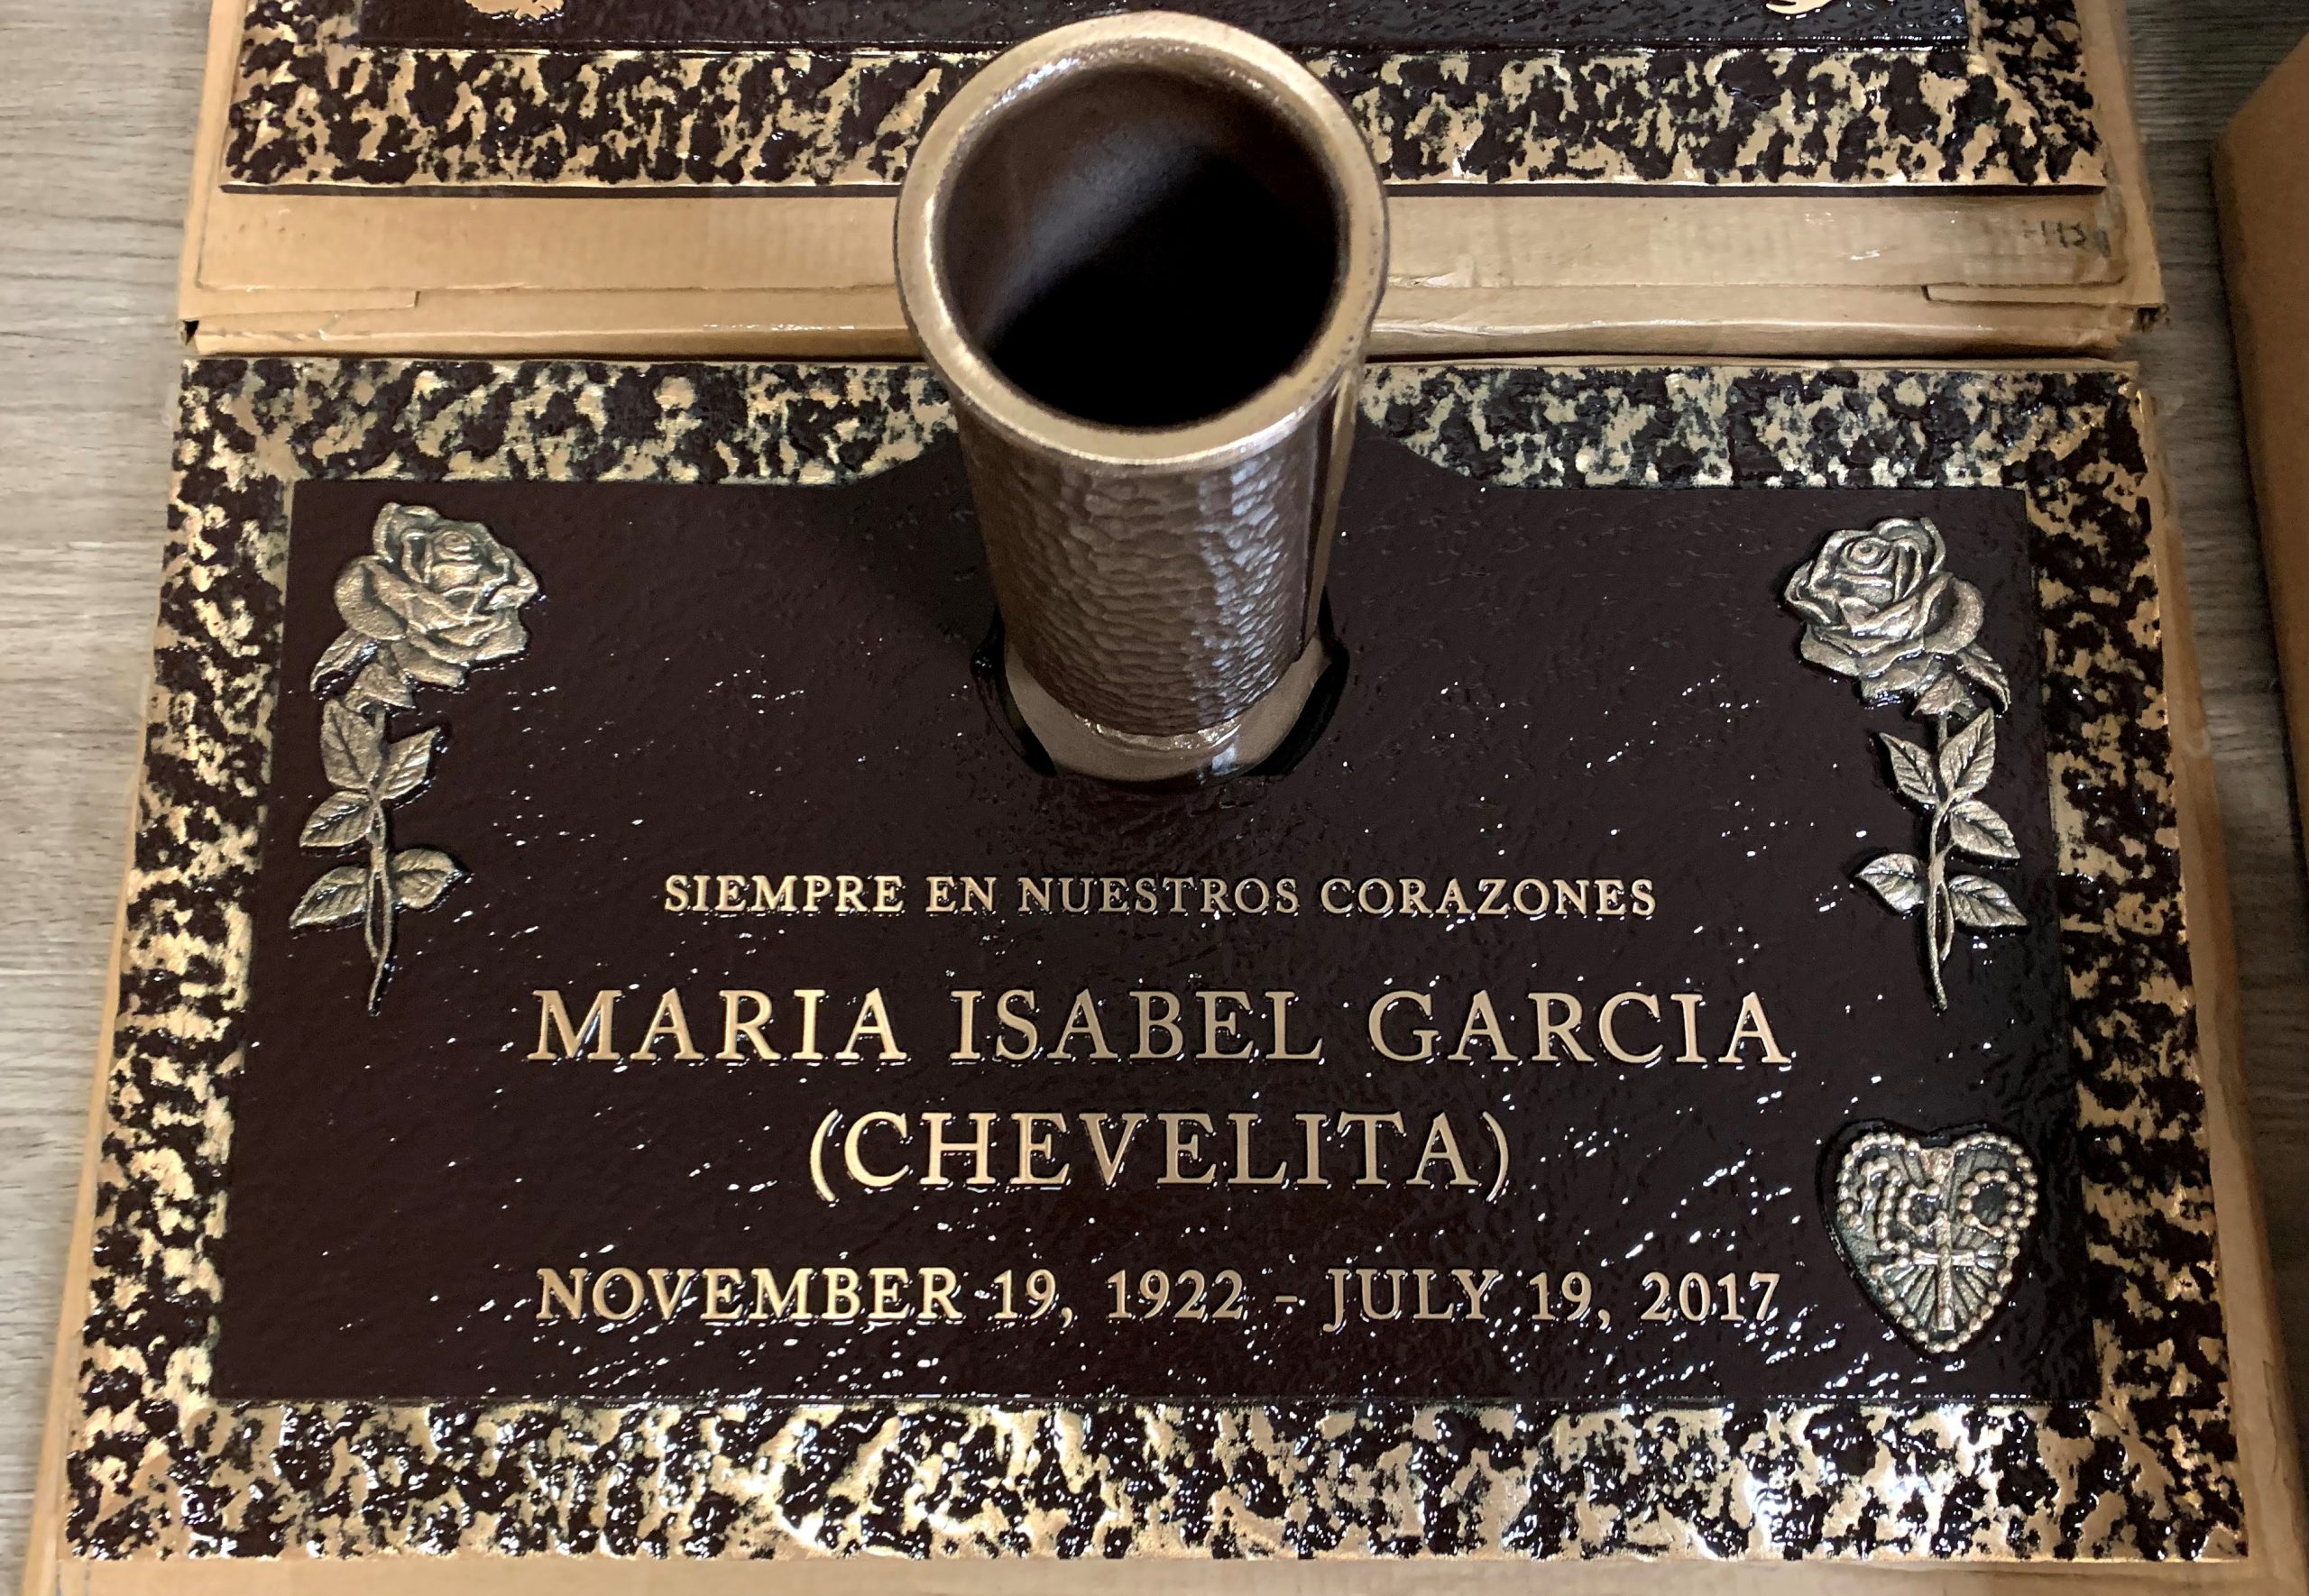 SIEMPRE EN NUESTROS CORAZONES
MARIA ISABEL GARCIA
(CHEVELITA)
NOVEMBER 19, 1922 - JULY 19, 2017